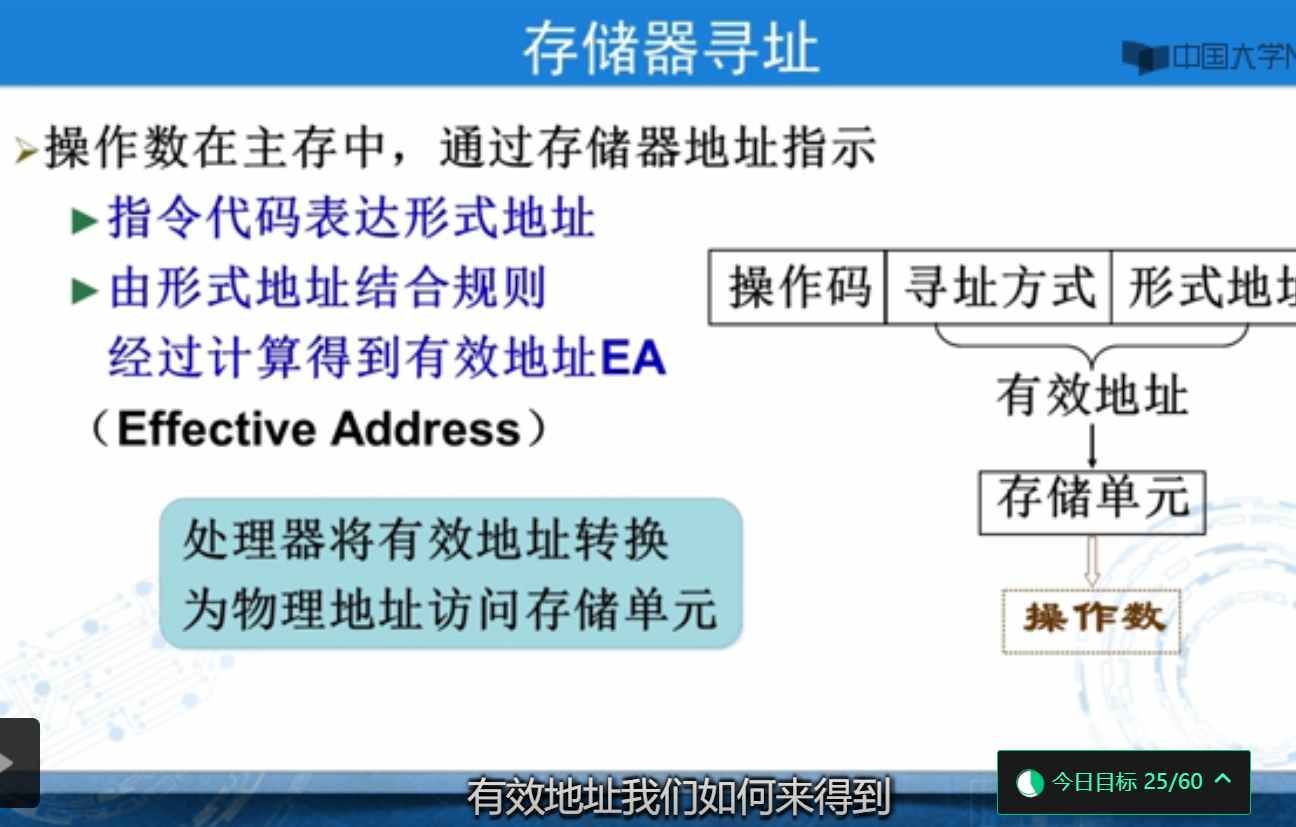 存储器寻址
中国大学
操作数在主存中，通过存储器地址指示
指令代码表达形式地址
由形式地址结合规则
经过计算得到有效地址EA
（Effective Address）
操作码 寻址方式 形式地址
有效地址
存储单元
操作数
处理器将有效地址转换
为物理地址访问存储单元
有效地址我们如何来得到
今日目标 25/60